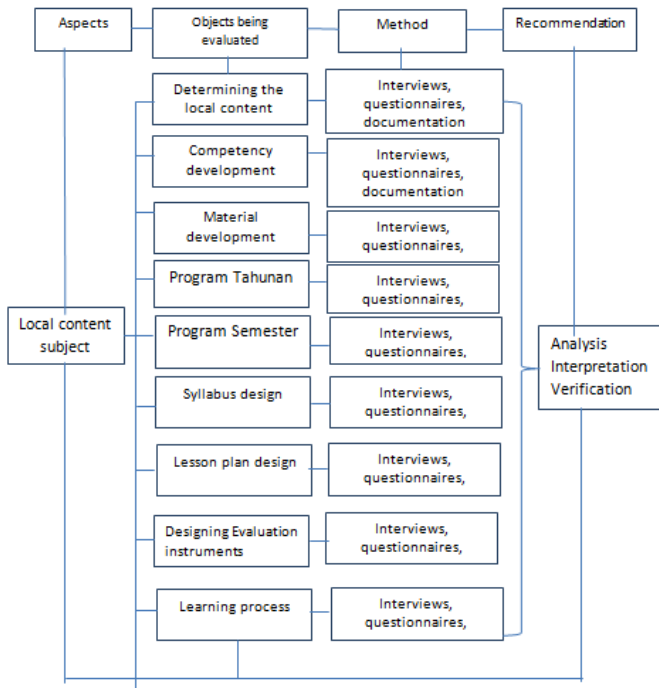 Aspects
Objects being
evaluated
Method
Recommendation
Determining the
local content
Interviews,
questionnaires,
documentation
Competency
development
Interviews,
questionnaires,
documentation
Material
development
Interviews,
questionnaires,
Program Tahunan
Interviews,
questionnaires,
Local content
subject
Program Semester
Interviews,
questionnaires,
Analysis
Interpretation
Verification
Syllabus design
Interviews,
questionnaires,
Lesson plan design
Interviews,
questionnaires,
Designing Evaluation
instruments
Interviews,
questionnaires,
Learning process
Interviews,
questionnaires,